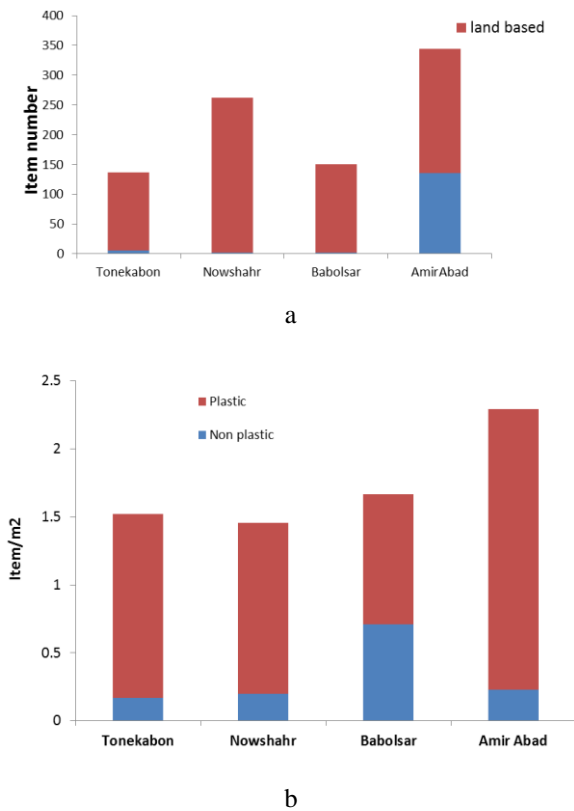 400
350
300
250
200
150
100
50
0
Item number
land based
Tonekabon
Nowshahr
Babolsar
AmirAbad
a
2.5
2
1.5
1
0.5
0
Item/m2
Plastic
Non plastic
Tonekabon
Nowshahr
Babolsar
Amir Abad
b